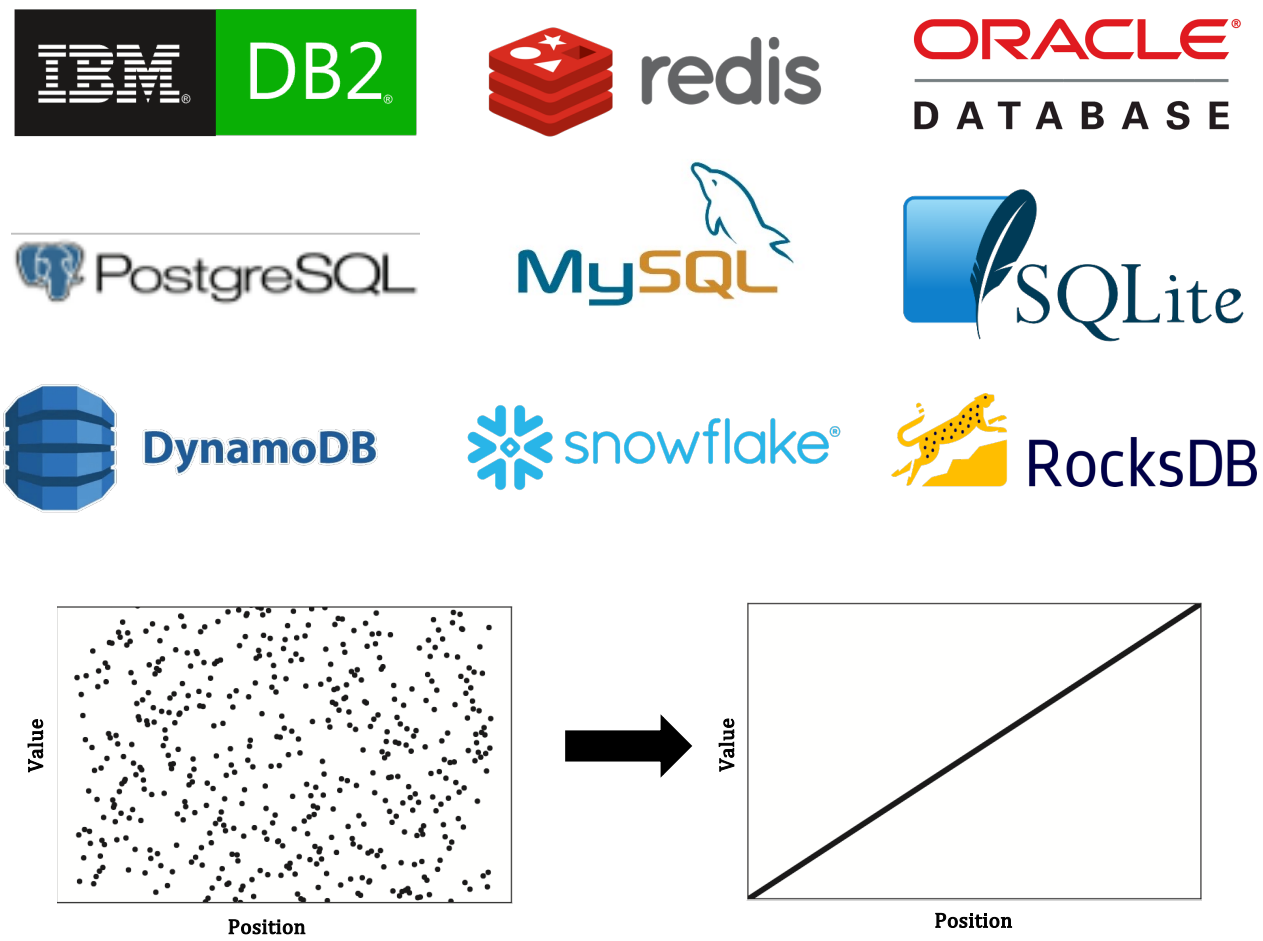 IBM® DB2®
redis
ORACLE®
DATABASE
PostgreSQL
MySQL
SQLite
DynamoDB
snowflake®
RocksDB
Value
Position
Value
Position